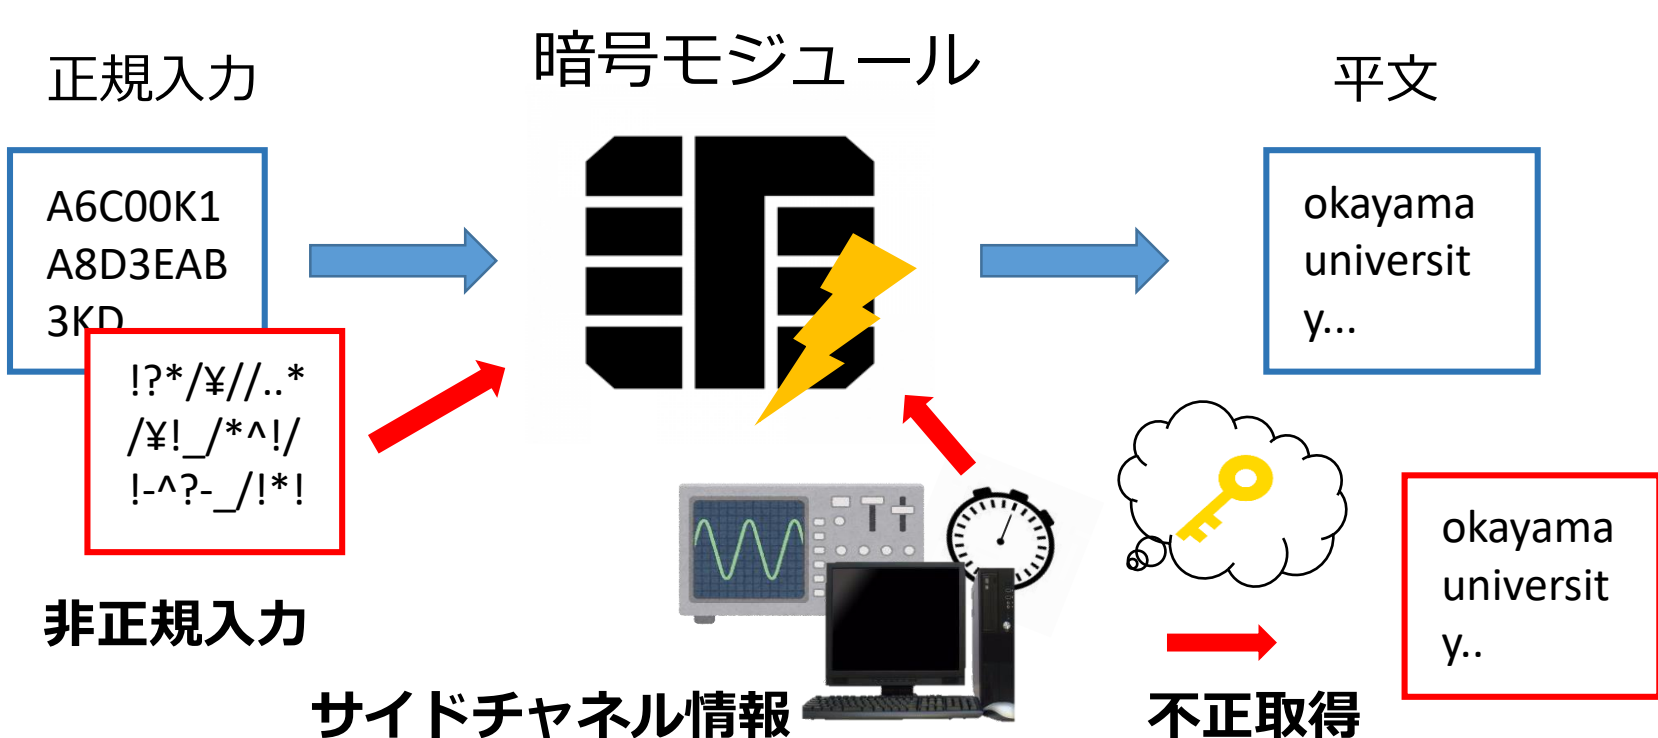 正規入力
暗号モジュール
平文
A6C00K1
A8D3EAB
3KD
!?*/¥//..*
/¥!_/*^!/
!-^?-_/!*!
okayama
universit
y...
非正規入力
サイドチャネル情報
okayama
universit
y..
不正取得